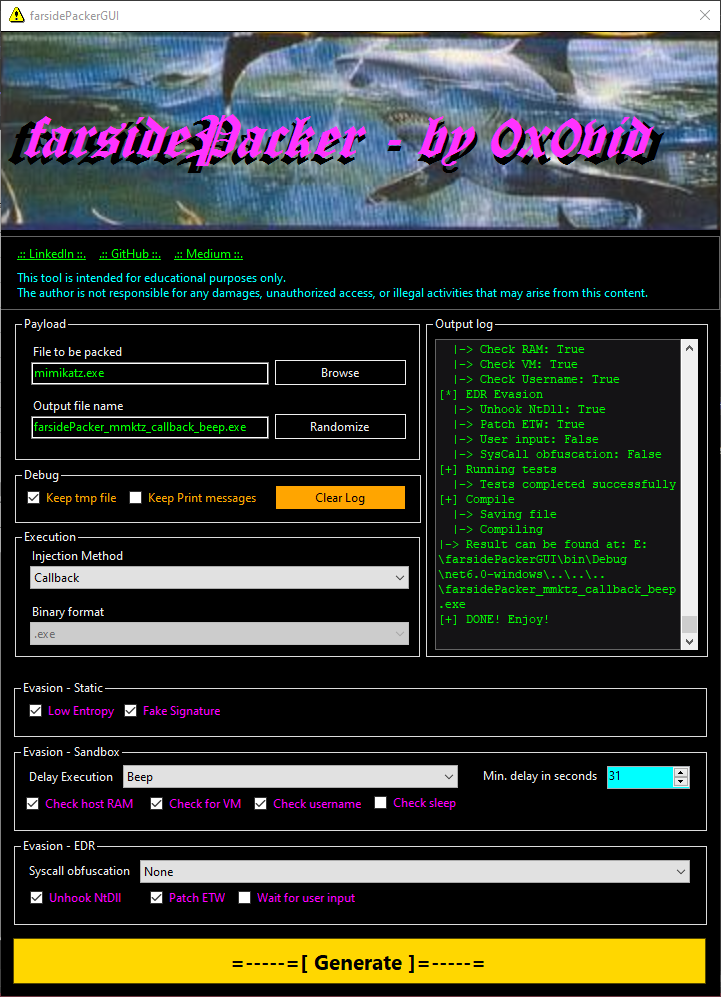 farsidePackerGUI
farsidePacker - by 0x0vid
.:: LinkedIn ::. .:: GitHub ::. .:: Medium ::.
This tool is intended for educational purposes only.
The author is not responsible for any damages, unauthorized access, or illegal activities that may arise from this content.
Payload
File to be packed
mimikatz.exe
Browse
Output file name
farsidePacker_mmktz_callback_beep.exe
Randomize
Debug
Keep tmp file
Keep Print messages
Clear Log
Execution
Injection Method
Callback
Binary format
.exe
Output log
|-> Check RAM: True
|-> Check VM: True
|-> Check Username: True
[*] EDR Evasion
|-> Unhook NtDll: True
|-> Patch ETW: True
|-> User input: False
|-> SysCall obfuscation: False
[+] Running tests
|-> Tests completed successfully
[+] Compile
|-> Saving file
|-> Compiling
|-> Result can be found at: E:
\farsidePackerGUI\bin\Debug
\net6.0-windows\..\..\..
\farsidePacker_mmktz_callback_beep
.exe
[+] DONE! Enjoy!
Evasion - Static
Low Entropy
Fake Signature
Evasion - Sandbox
Delay Execution
Beep
Min. delay in seconds
31
Check host RAM
Check for VM
Check username
Check sleep
Evasion - EDR
Syscall obfuscation
None
Unhook NtDll
Patch ETW
Wait for user input
=-----=[ Generate ]=-----=